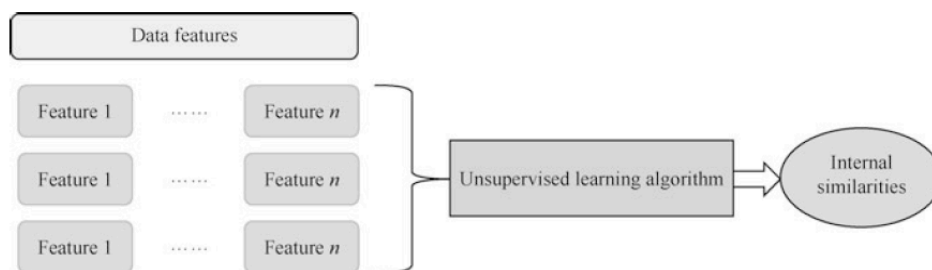 Data features
Feature 1 …… Feature n
Feature 1 …… Feature n
Feature 1 …… Feature n
Unsupervised learning algorithm
Internal
similarities